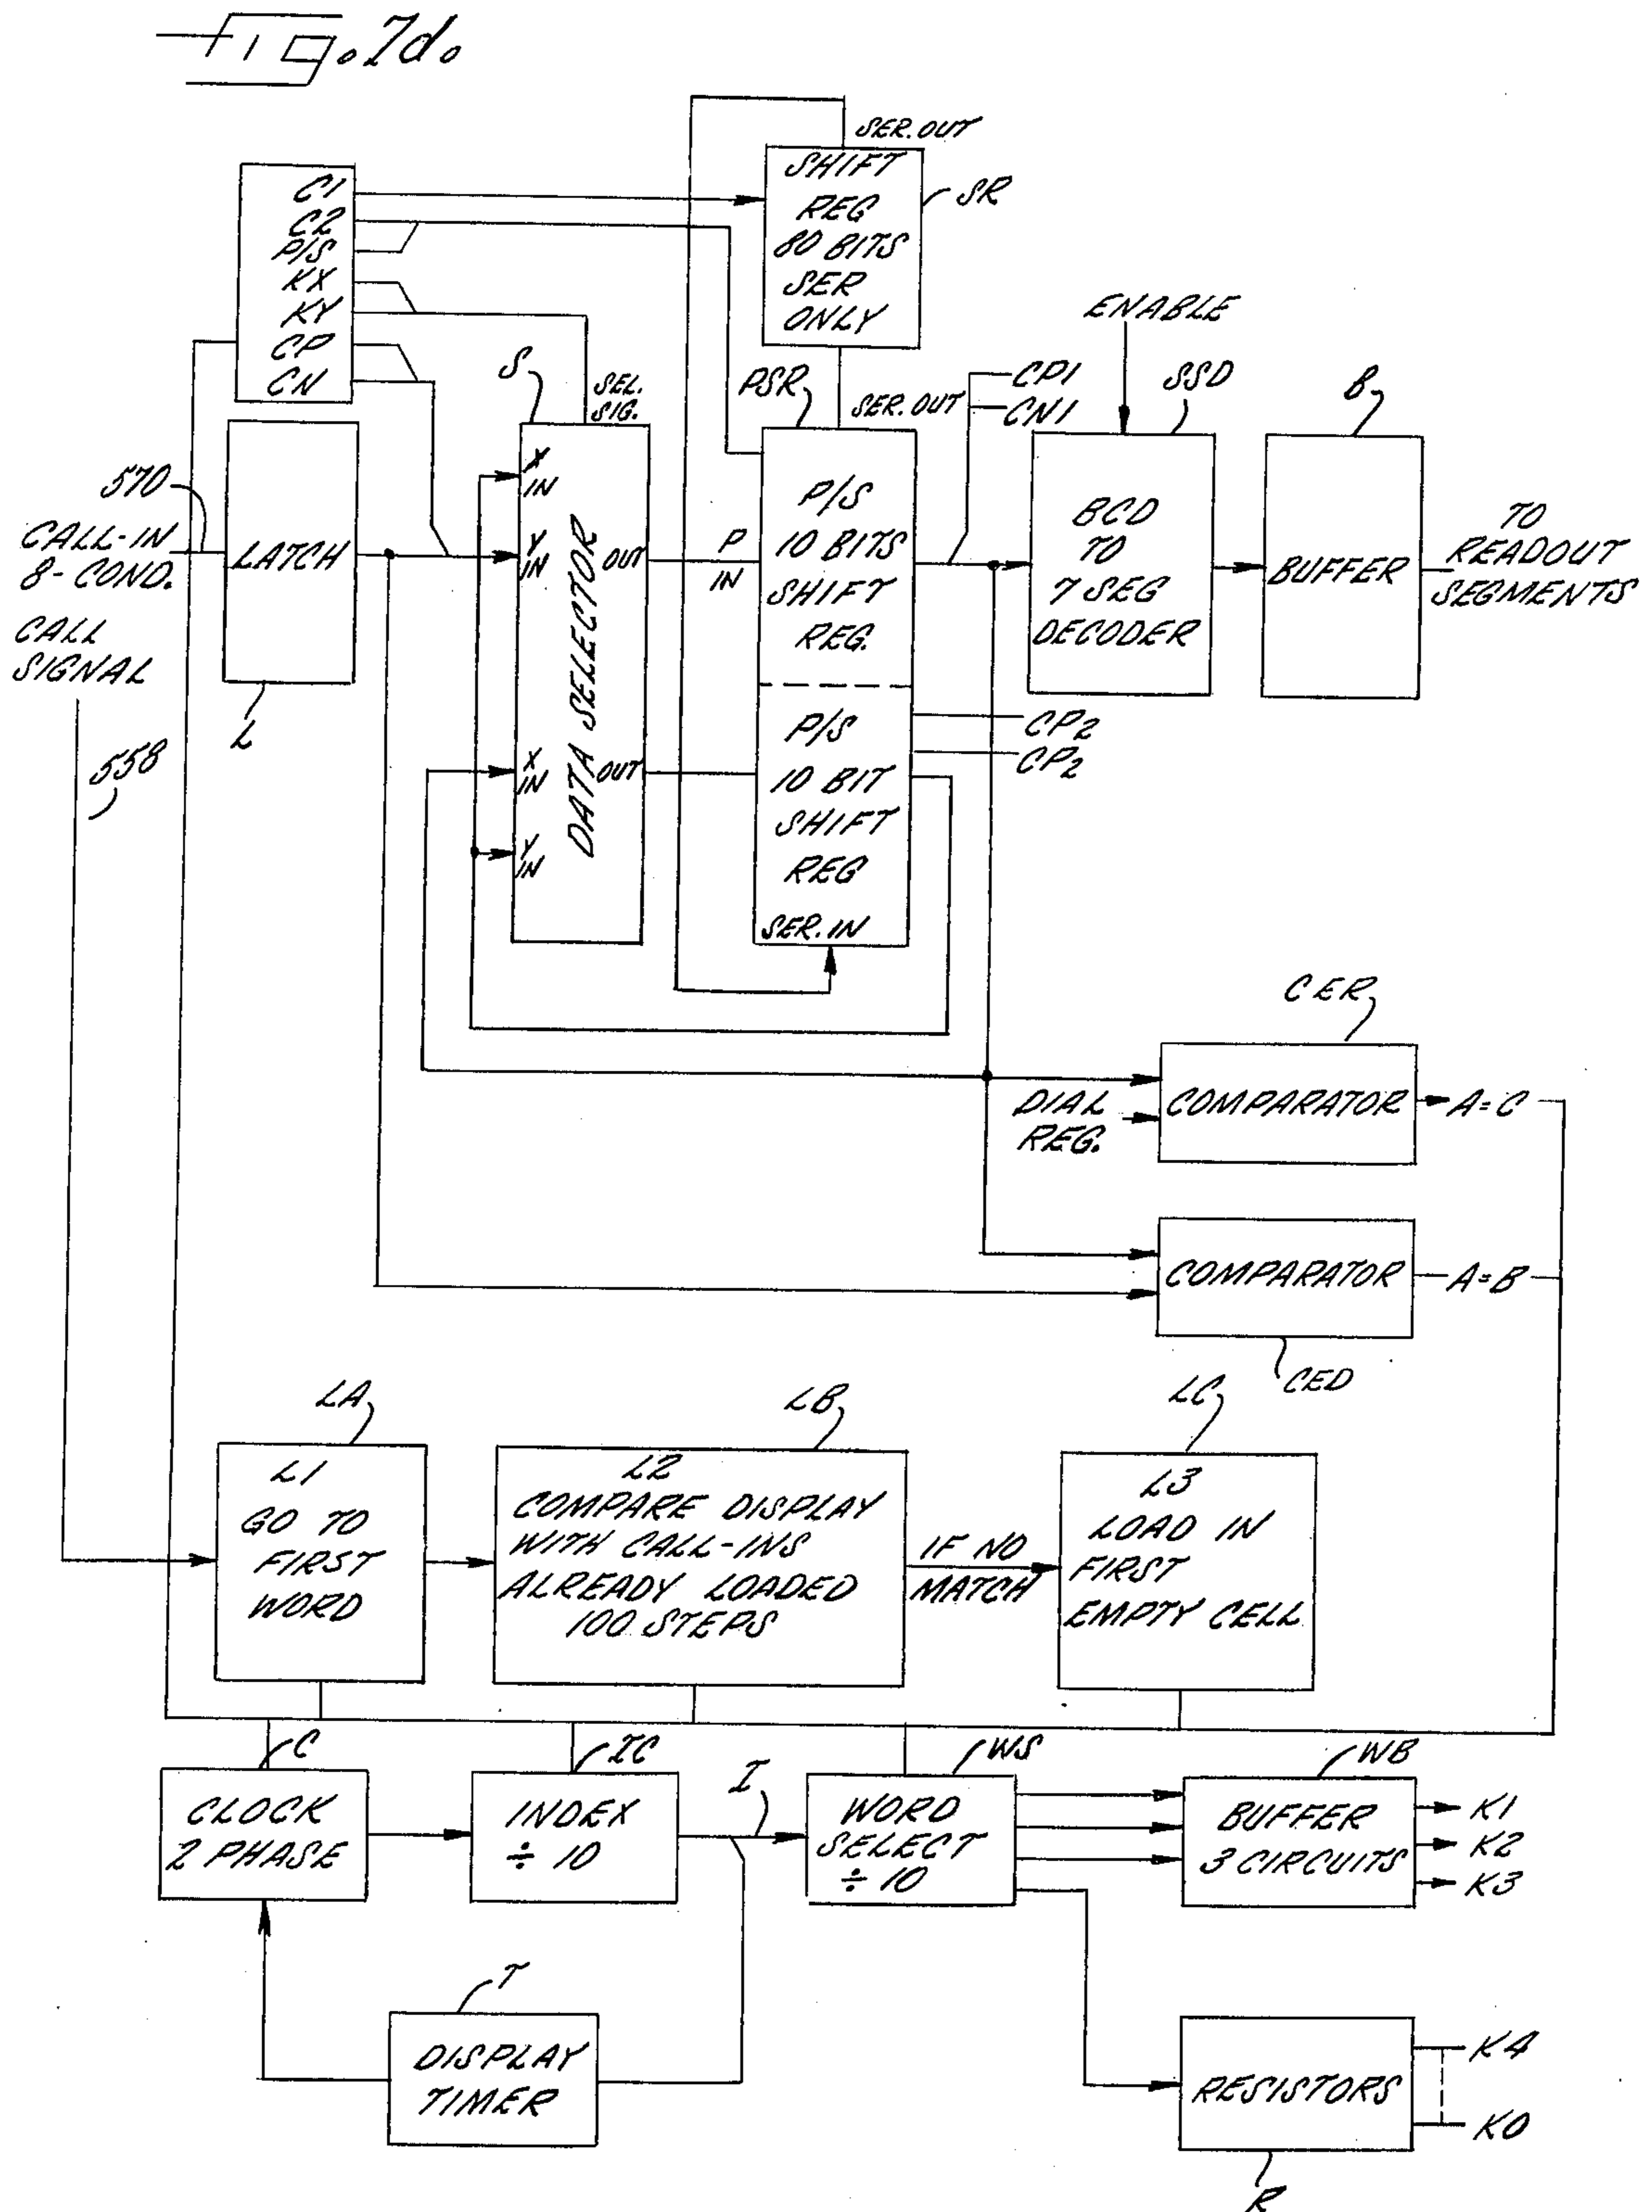 fig. 7d.
SER. OUT
C1
C2
P/S
KX
KY
CP
CN
SHIFT
REG
80 BITS
SER
ONLY
SR
ENABLE
S
SEL.
SIG.
PSR
SER. OUT
CP1
CN1
SSD
B
570
CALL-IN
8-COND.
CALL
SIGNAL
LATCH
L
558
X
IN
Y
IN
OUT
DATA SELECTOR
X
IN
OUT
Y
IN
P
IN
P/S
10 BITS
SHIFT
REG.
P/S
10 BIT
SHIFT
REG
SER. IN
CP2
CP2
BCD
TO
7 SEG
DECODER
BUFFER
TO
READOUT
SEGMENTS
CER
DIAL
REG.
COMPARATOR
A=C
COMPARATOR
A=B
CED
LA
LB
LC
L1
GO TO
FIRST
WORD
L2
COMPARE DISPLAY
WITH CALL-INS
ALREADY LOADED
100 STEPS
IF NO
MATCH
L3
LOAD IN
FIRST
EMPTY CELL
C
IC
I
WS
WB
CLOCK
2 PHASE
INDEX
÷ 10
WORD
SELECT
÷ 10
BUFFER
3 CIRCUITS
K1
K2
K3
T
DISPLAY
TIMER
RESISTORS
K4
K0
R